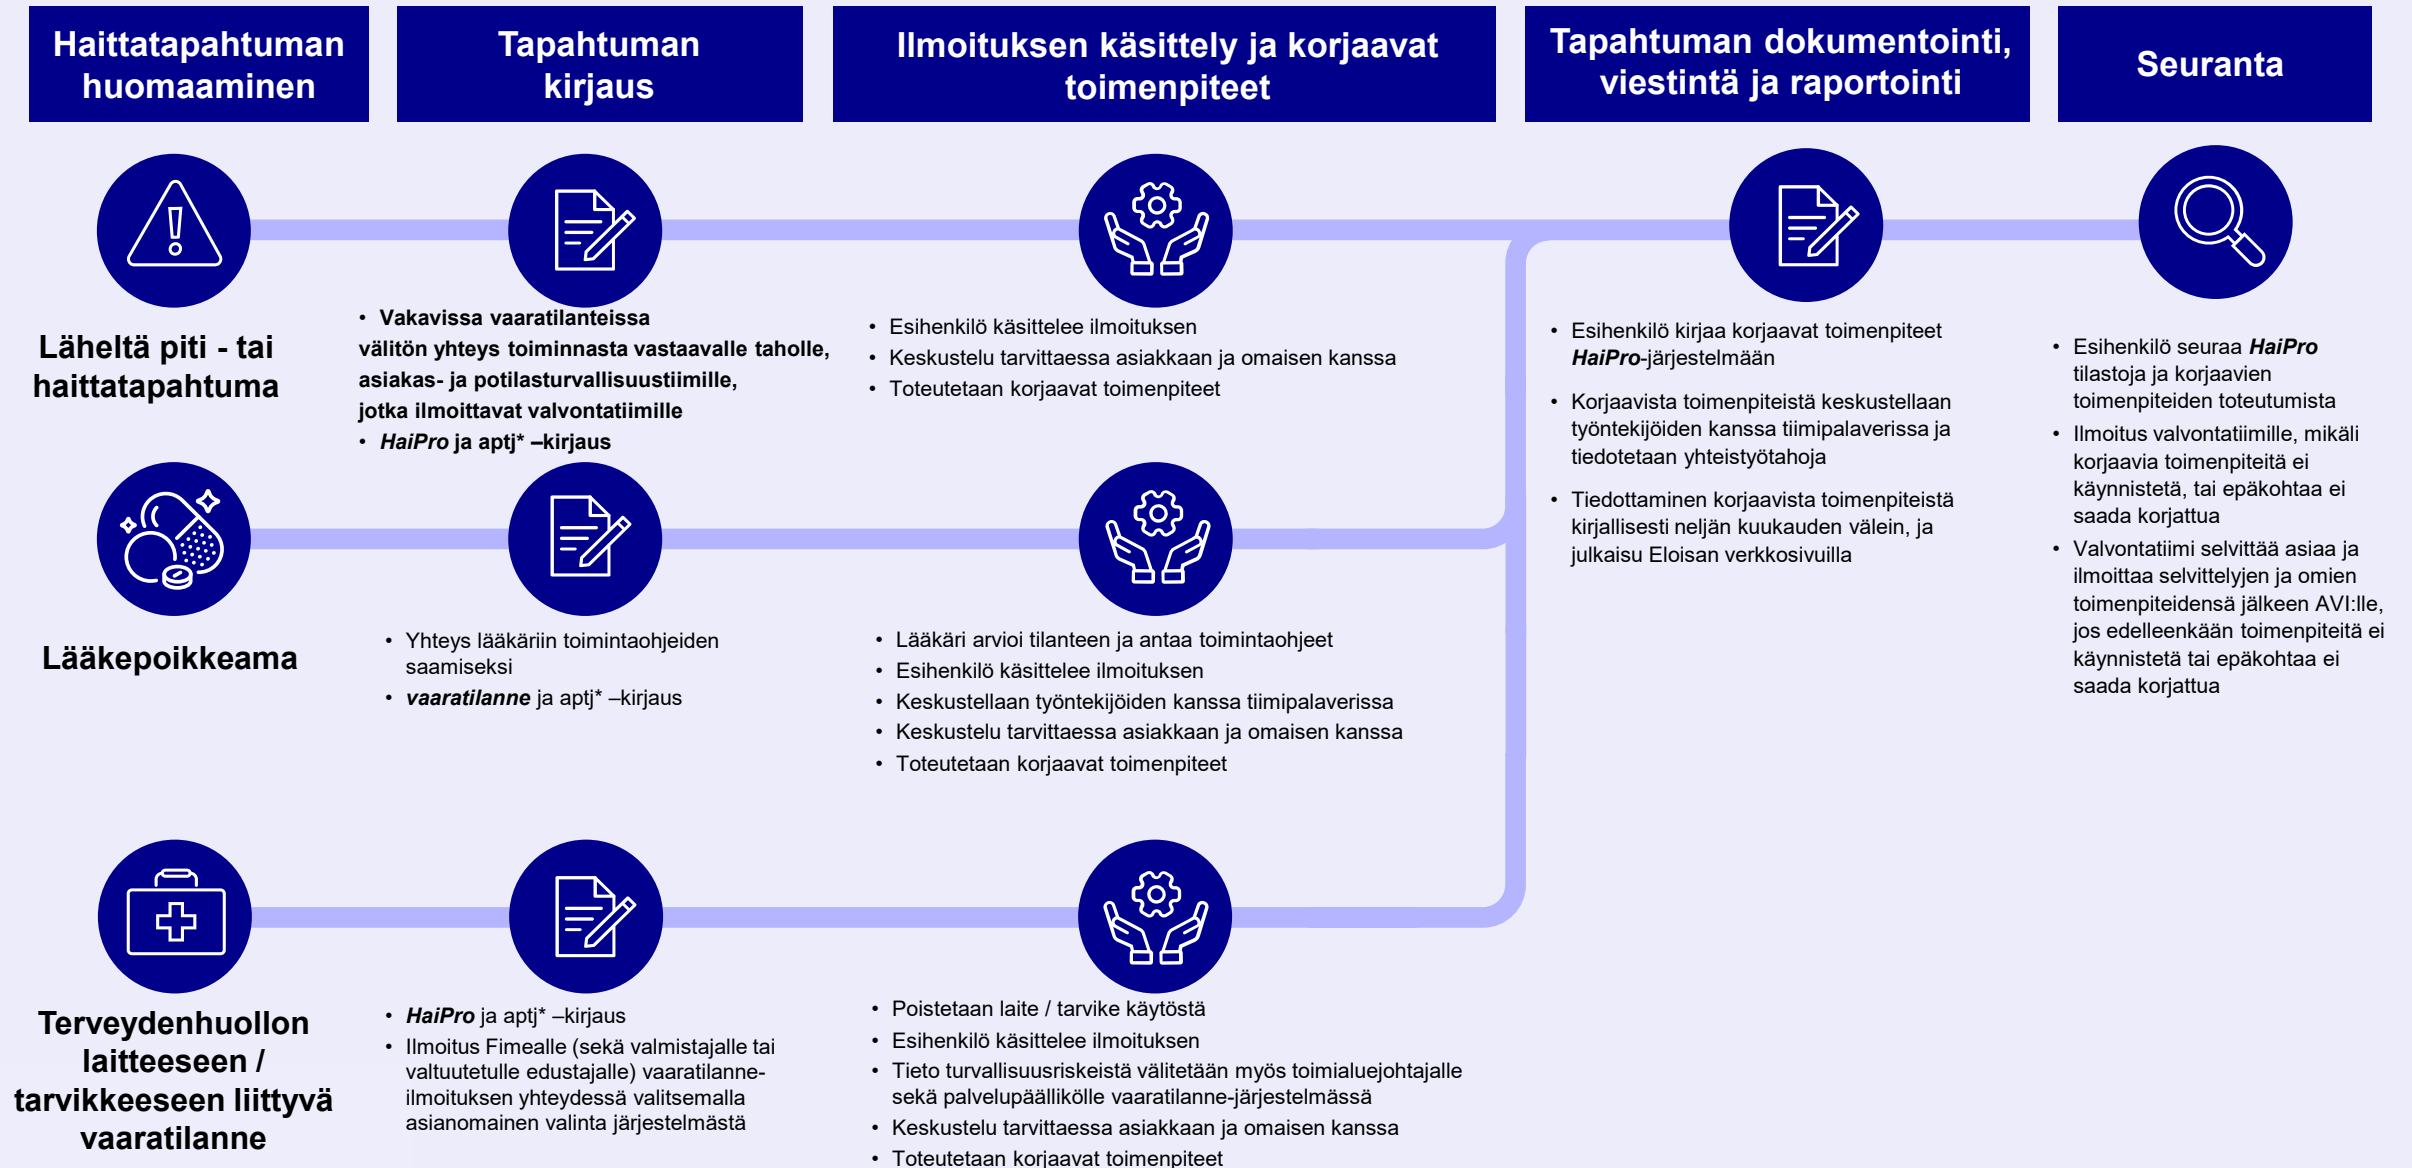 Haittatapahtuman
huomaaminen
Tapahtuman
kirjaus
Ilmoituksen käsittely ja korjaavat
toimenpiteet
Tapahtuman dokumentointi,
viestintä ja raportointi
Seuranta
Läheltä piti - tai
haittatapahtuma
• Vakavissa vaaratilanteissa
välitön yhteys toiminnasta vastaavalle taholle,
asiakas- ja potilasturvallisuustiimille,
jotka ilmoittavat valvontatiimille
• HaiPro ja aptj* –kirjaus
• Esihenkilö käsittelee ilmoituksen
• Keskustelu tarvittaessa asiakkaan ja omaisen kanssa
• Toteutetaan korjaavat toimenpiteet
• Esihenkilö kirjaa korjaavat toimenpiteet
HaiPro-järjestelmään
• Korjaavista toimenpiteistä keskustellaan
työntekijöiden kanssa tiimipalaverissa ja
tiedotetaan yhteistyötahoja
• Tiedottaminen korjaavista toimenpiteistä
kirjallisesti neljän kuukauden välein, ja
julkaisu Eloisan verkkosivuilla
• Esihenkilö seuraa HaiPro
tilastoja ja korjaavien
toimenpiteiden toteutumista
• Ilmoitus valvontatiimille, mikäli
korjaavia toimenpiteitä ei
käynnistetä, tai epäkohtaa ei
saada korjattua
• Valvontatiimi selvittää asiaa ja
ilmoittaa selvittelyjen ja omien
toimenpiteidensä jälkeen AVI:lle,
jos edelleenkään toimenpiteitä ei
käynnistetä tai epäkohtaa ei
saada korjattua
Lääkepoikkeama
• Yhteys lääkäriin toimintaohjeiden
saamiseksi
• vaaratilanne ja aptj* –kirjaus
• Lääkäri arvioi tilanteen ja antaa toimintaohjeet
• Esihenkilö käsittelee ilmoituksen
• Keskustellaan työntekijöiden kanssa tiimipalaverissa
• Keskustelu tarvittaessa asiakkaan ja omaisen kanssa
• Toteutetaan korjaavat toimenpiteet
Terveydenhuollon
laitteeseen /
tarvikkeeseen liittyvä
vaaratilanne
• HaiPro ja aptj* –kirjaus
• Ilmoitus Fimealle (sekä valmistajalle tai
valtuutetulle edustajalle) vaaratilanne-
ilmoituksen yhteydessä valitsemalla
asianomainen valinta järjestelmästä
• Poistetaan laite / tarvike käytöstä
• Esihenkilö käsittelee ilmoituksen
• Tieto turvallisuusriskeistä välitetään myös toimialuejohtajalle
sekä palvelupäällikölle vaaratilanne-järjestelmässä
• Keskustelu tarvittaessa asiakkaan ja omaisen kanssa
• Toteutetaan korjaavat toimenpiteet